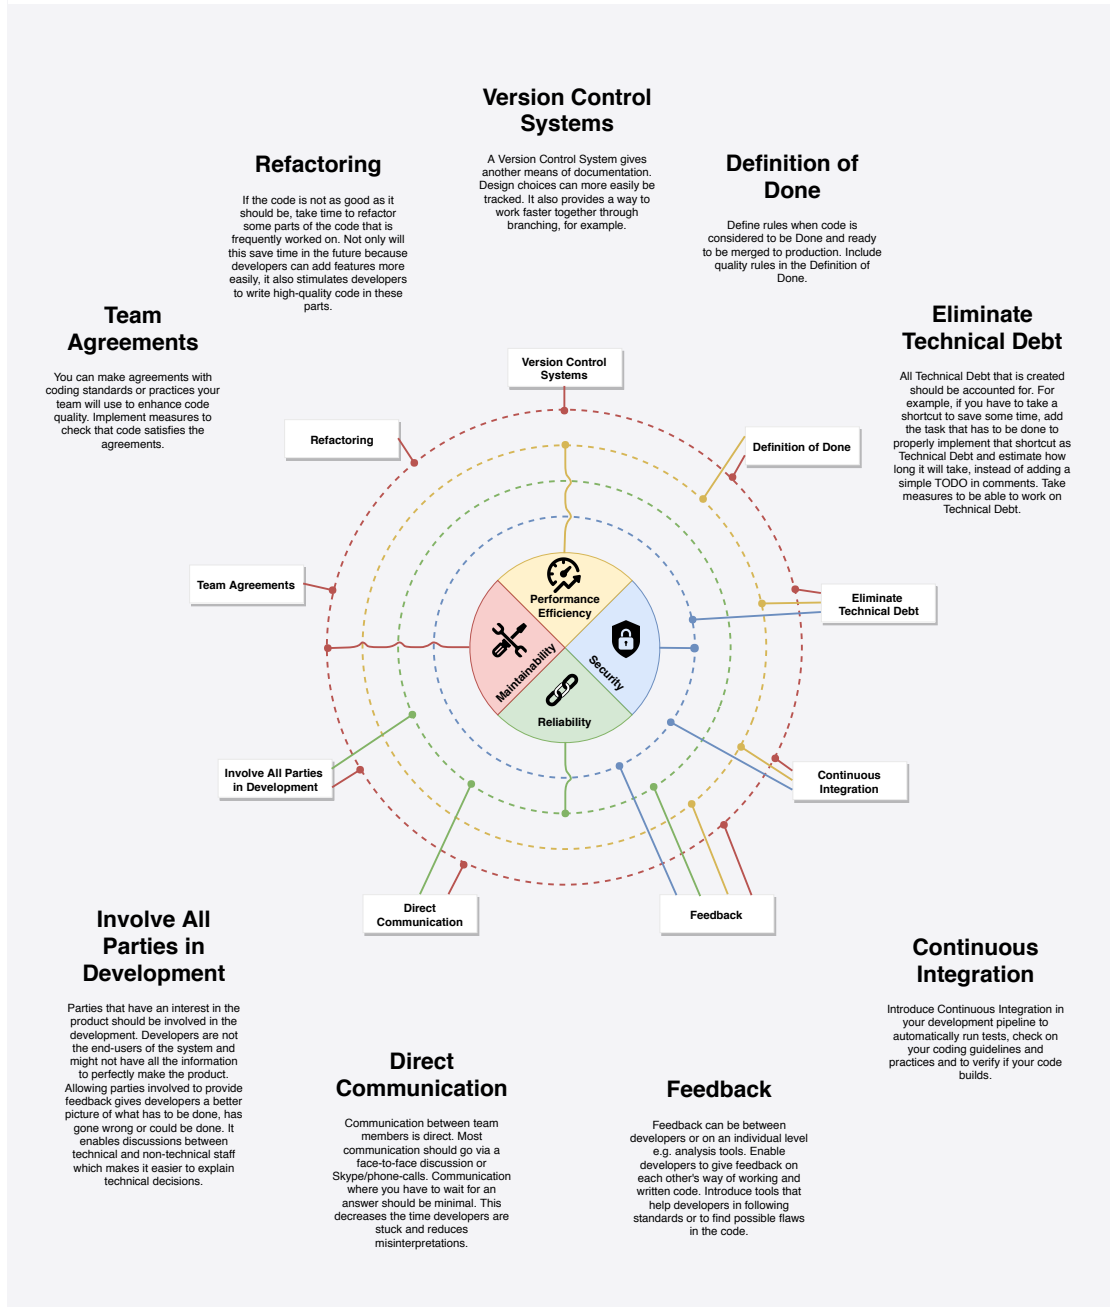 Version Control
Systems
A Version Control System gives
another means of documentation.
Design choices can more easily be
tracked. It also provides a way to
work faster together through
branching, for example.
Refactoring
If the code is not as good as it
should be, take time to refactor
some parts of the code that is
frequently worked on. Not only will
this save time in the future because
developers can add features more
easily, it also stimulates developers
to write high-quality code in these
parts.
Definition of
Done
Define rules when code is
considered to be Done and ready
to be merged to production. Include
quality rules in the Definition of
Done.
Team
Agreements
You can make agreements with
coding standards or practices your
team will use to enhance code
quality. Implement measures to
check that code satisfies the
agreements.
Eliminate
Technical Debt
All Technical Debt that is created
should be accounted for. For
example, if you have to take a
shortcut to save some time, add
the task that has to be done to
properly implement that shortcut as
Technical Debt and estimate how
long it will take, instead of adding a
simple TODO in comments. Take
measures to be able to work on
Technical Debt.
Version Control
Systems
Refactoring
Definition of Done
Team Agreements
Eliminate
Technical Debt
Performance
Efficiency
Maintainability
Security
Reliability
Involve All Parties
in Development
Continuous
Integration
Direct
Communication
Feedback
Involve All
Parties in
Development
Parties that have an interest in the
product should be involved in the
development. Developers are not
the end-users of the system and
might not have all the information
to perfectly make the product.
Allowing parties involved to provide
feedback gives developers a better
picture of what has to be done, has
gone wrong or could be done. It
enables discussions between
technical and non-technical staff
which makes it easier to explain
technical decisions.
Continuous
Integration
Introduce Continuous Integration in
your development pipeline to
automatically run tests, check on
your coding guidelines and
practices and to verify if your code
builds.
Direct
Communication
Communication between team
members is direct. Most
communication should go via a
face-to-face discussion or
Skype/phone-calls. Communication
where you have to wait for an
answer should be minimal. This
decreases the time developers are
stuck and reduces
misinterpretations.
Feedback
Feedback can be between
developers or on an individual level
e.g. analysis tools. Enable
developers to give feedback on
each other's way of working and
written code. Introduce tools that
help developers in following
standards or to find possible flaws
in the code.